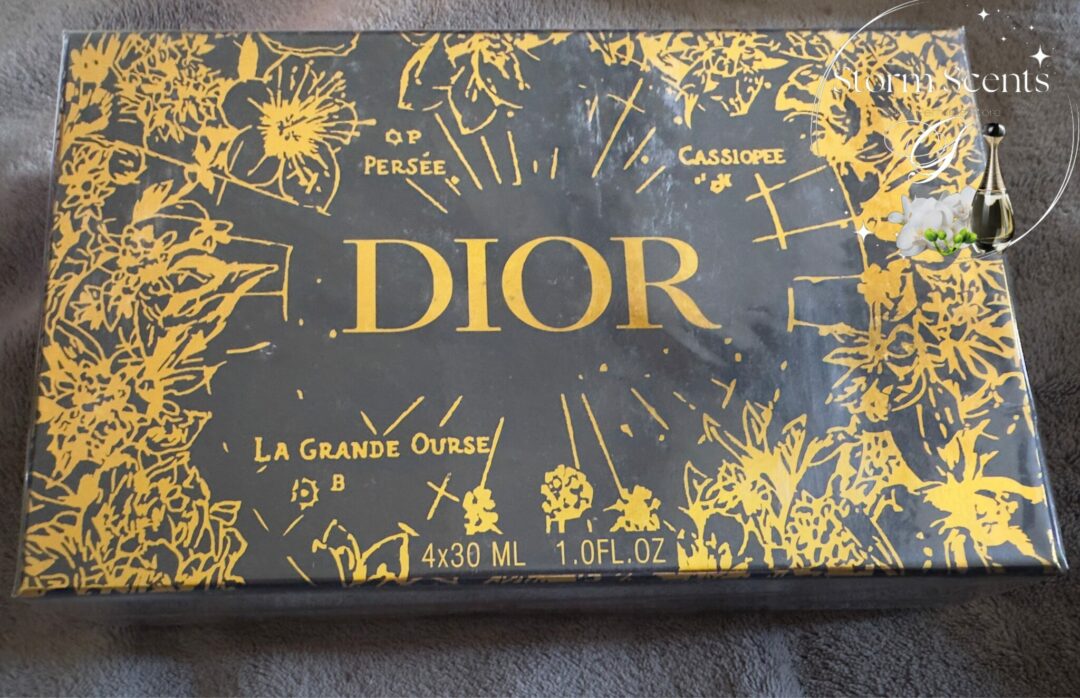 Storm Scents
P
PERSÉE
CASSIOPEE
DIOR
LA GRANDE OURSE
B
4x30 ML 1.0FL.OZ